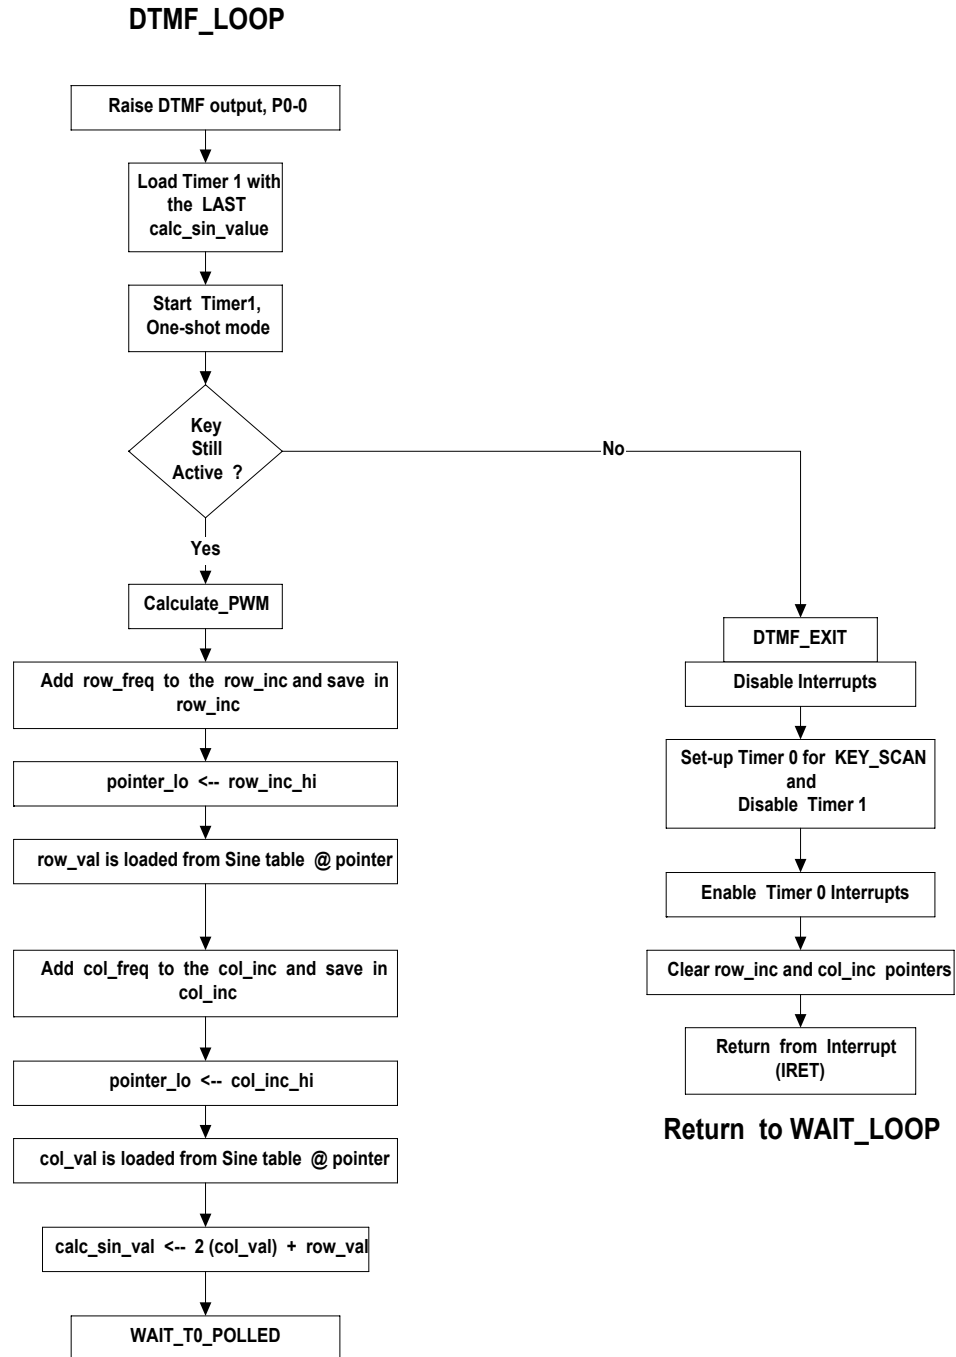 DTMF_LOOP
Raise DTMF output, P0-0
Load Timer 1 with
the LAST
calc_sin_value
Start Timer1,
One-shot mode
Key
Still
Active ?
No
Yes
Calculate_PWM
Add row_freq to the row_inc and save in
row_inc
pointer_lo <-- row_inc_hi
row_val is loaded from Sine table @ pointer
Add col_freq to the col_inc and save in
col_inc
pointer_lo <-- col_inc_hi
col_val is loaded from Sine table @ pointer
calc_sin_val <-- 2 (col_val) + row_val
WAIT_T0_POLLED
DTMF_EXIT
Disable Interrupts
Set-up Timer 0 for KEY_SCAN
and
Disable Timer 1
Enable Timer 0 Interrupts
Clear row_inc and col_inc pointers
Return from Interrupt
(IRET)
Return to WAIT_LOOP